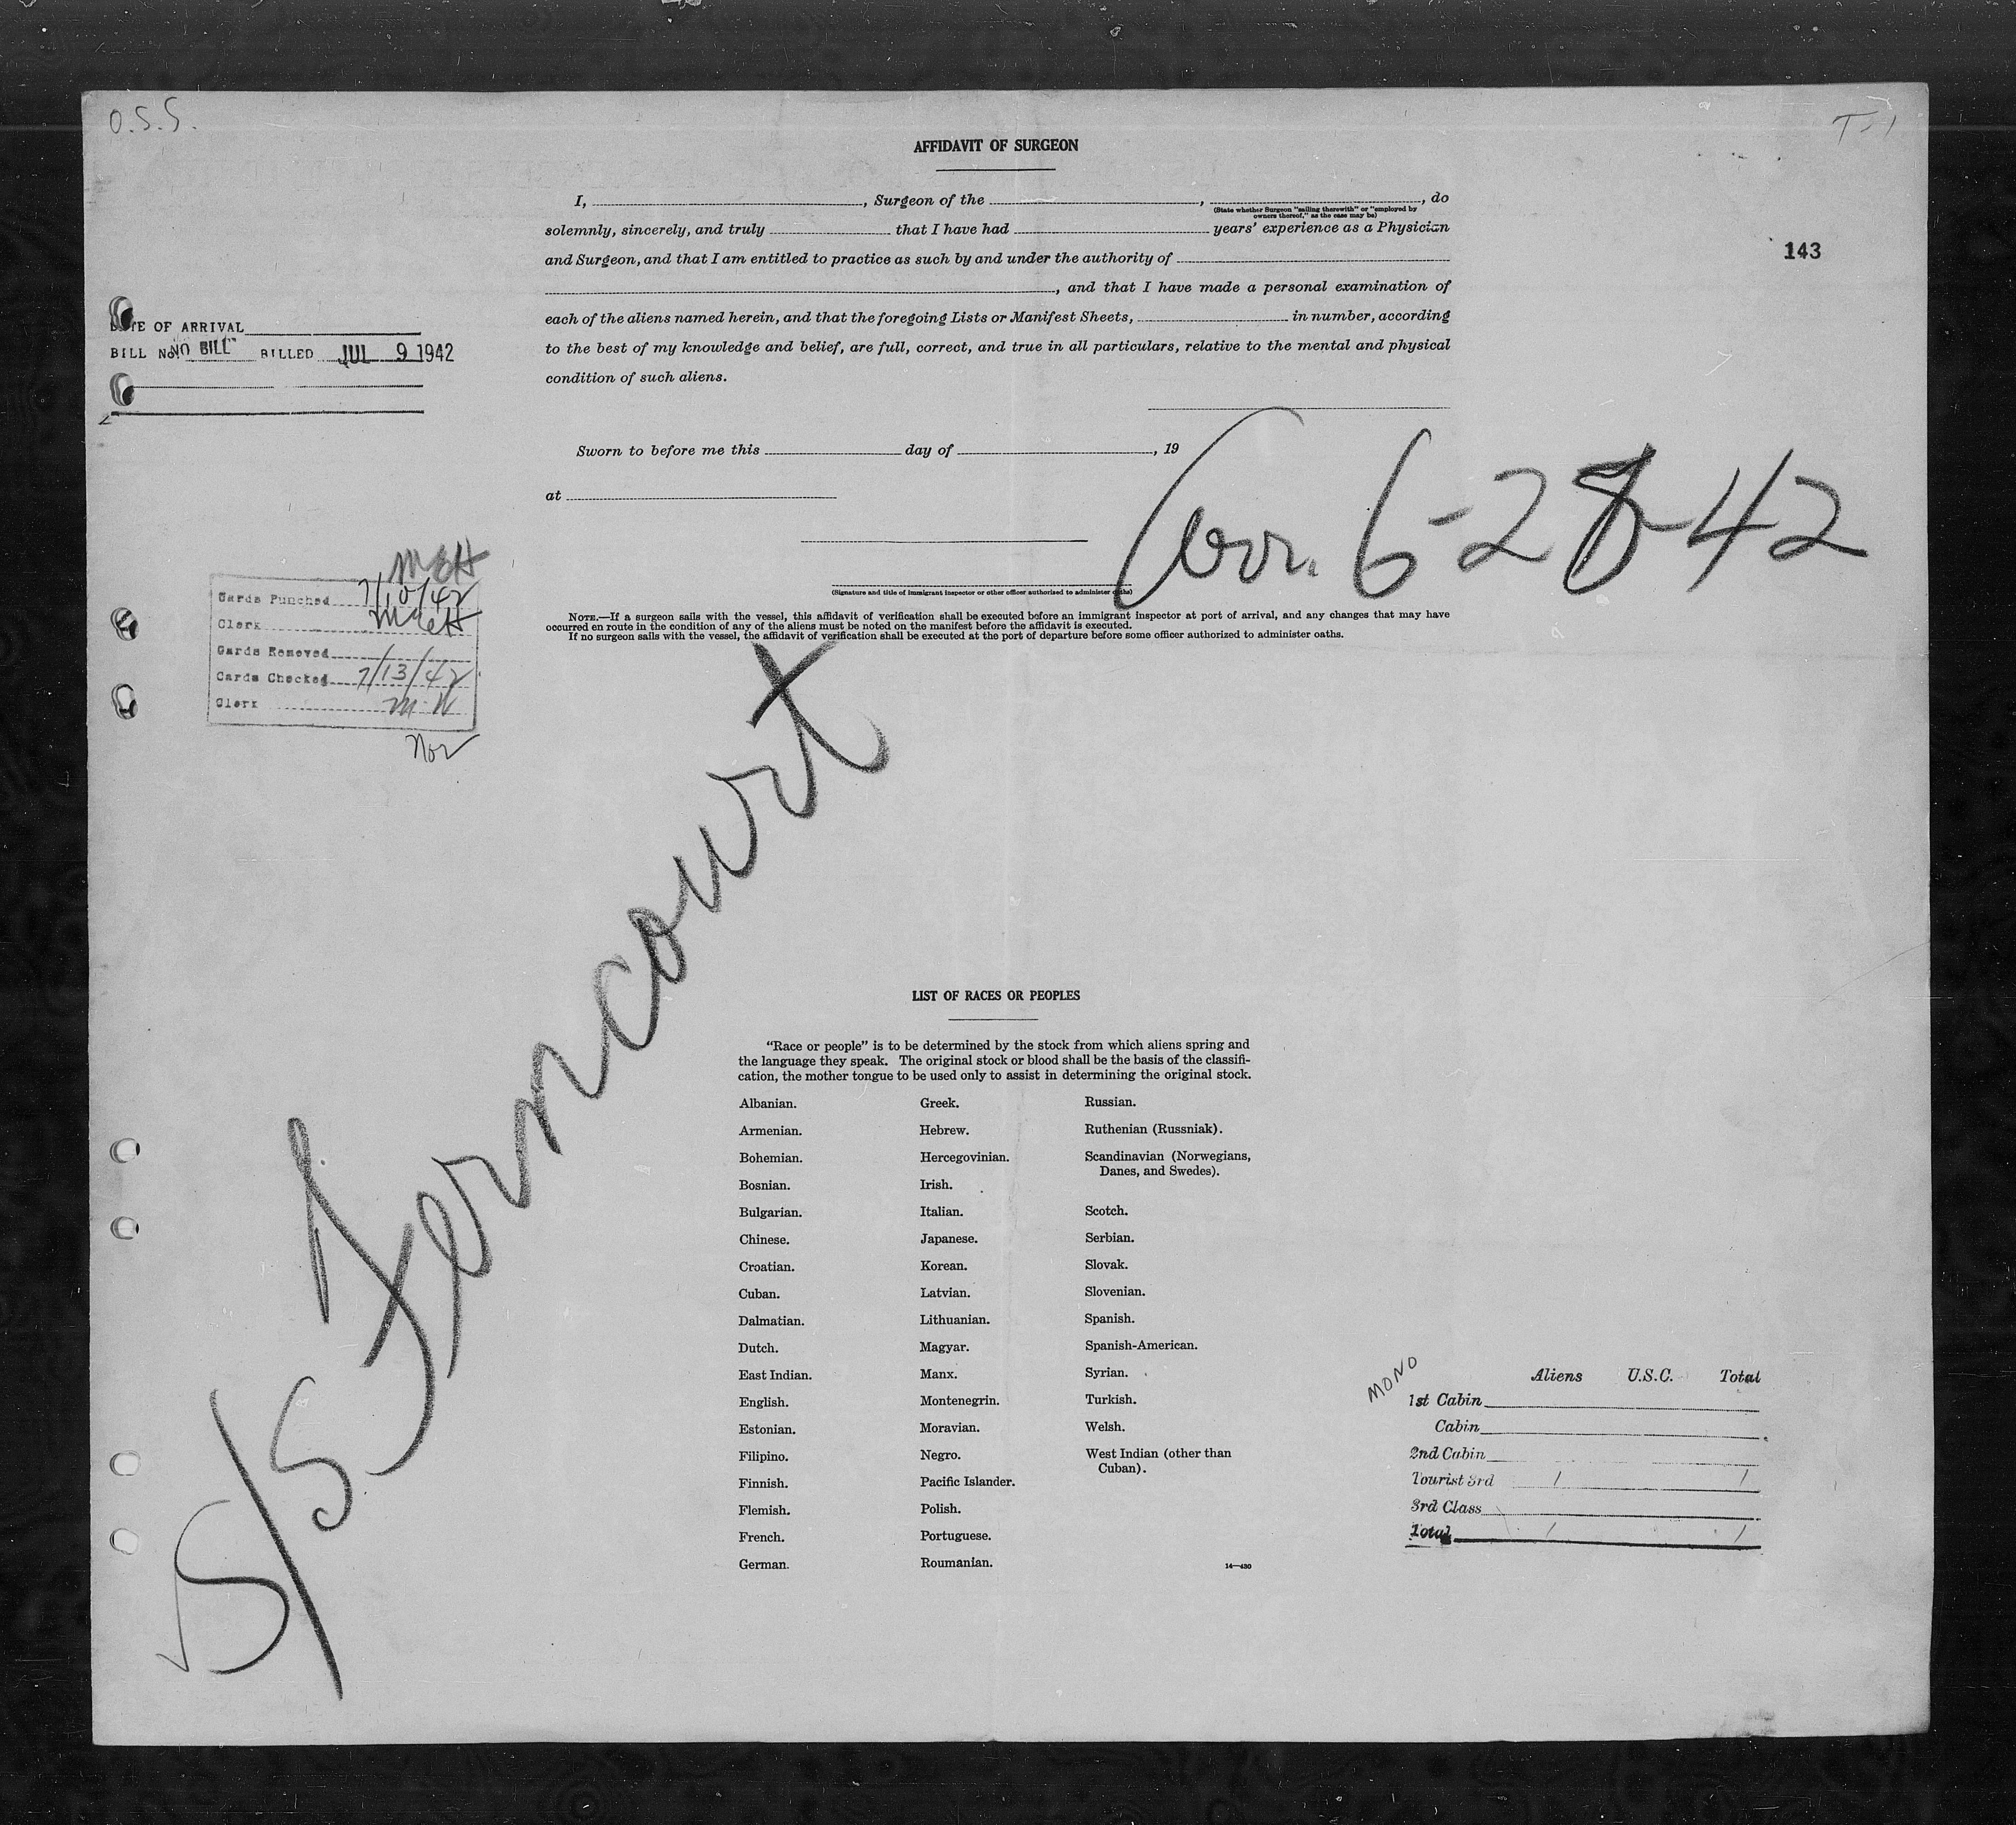 O.S.S.
T-1
AFFIDAVIT OF SURGEON
I, , Surgeon of the , , do
(State whether Surgeon "sailing therewith" or "employed by
owners thereof," as the case may be)
solemnly, sincerely, and truly that I have had years' experience as a Physician
143
and Surgeon, and that I am entitled to practice as such by and under the authority of
, and that I have made a personal examination of
each of the aliens named herein, and that the foregoing Lists or Manifest Sheets, in number, according
to the best of my knowledge and belief, are full, correct, and true in all particulars, relative to the mental and physical
condition of such aliens.
DATE OF ARRIVAL
BILL No. "NO BILL" BILLED JUL 9 1942
Sworn to before me this day of , 19
at
6-28-42
(Signature and title of immigrant inspector or other officer authorized to administer oaths)
NOTE.—If a surgeon sails with the vessel, this affidavit of verification shall be executed before an immigrant inspector at port of arrival, and any changes that may have
occurred en route in the condition of any of the aliens must be noted on the manifest before the affidavit is executed.
If no surgeon sails with the vessel, the affidavit of verification shall be executed at the port of departure before some officer authorized to administer oaths.
MEH
Cards Punched 7/10/42
Clerk MEH
Cards Removed
Cards Checked 7/13/42
Clerk M.W
Nor
S/S Ferncourt
LIST OF RACES OR PEOPLES
"Race or people" is to be determined by the stock from which aliens spring and
the language they speak. The original stock or blood shall be the basis of the classifi-
cation, the mother tongue to be used only to assist in determining the original stock.
Albanian.
Armenian.
Bohemian.
Bosnian.
Bulgarian.
Chinese.
Croatian.
Cuban.
Dalmatian.
Dutch.
East Indian.
English.
Estonian.
Filipino.
Finnish.
Flemish.
French.
German.
Greek.
Hebrew.
Hercegovinian.
Irish.
Italian.
Japanese.
Korean.
Latvian.
Lithuanian.
Magyar.
Manx.
Montenegrin.
Moravian.
Negro.
Pacific Islander.
Polish.
Portuguese.
Roumanian.
Russian.
Ruthenian (Russniak).
Scandinavian (Norwegians,
Danes, and Swedes).
Scotch.
Serbian.
Slovak.
Slovenian.
Spanish.
Spanish-American.
Syrian.
Turkish.
Welsh.
West Indian (other than
Cuban).
14—430
MONO
Aliens U.S.C. Total
1st Cabin
Cabin
2nd Cabin
Tourist 3rd 1 1
3rd Class
Total 1 1